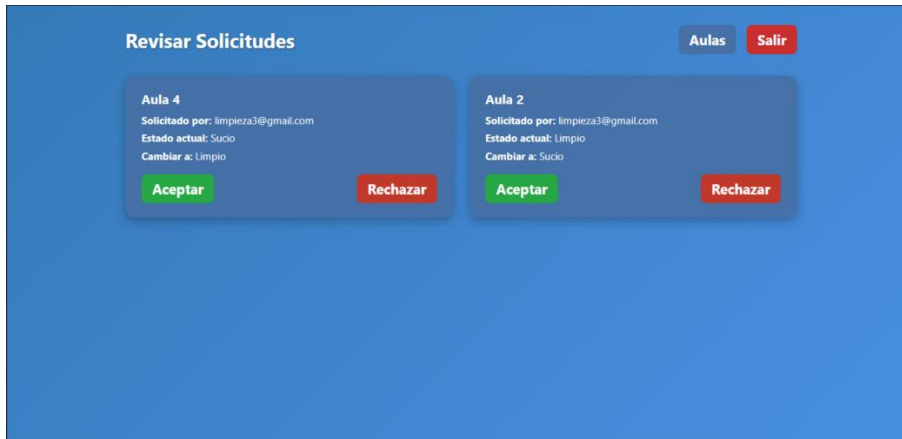 Revisar Solicitudes
Aulas
Salir
Aula 4
Solicitado por: limpieza3@gmail.com
Estado actual: Sucio
Cambiar a: Limpio
Aceptar
Rechazar
Aula 2
Solicitado por: limpieza3@gmail.com
Estado actual: Limpio
Cambiar a: Sucio
Aceptar
Rechazar